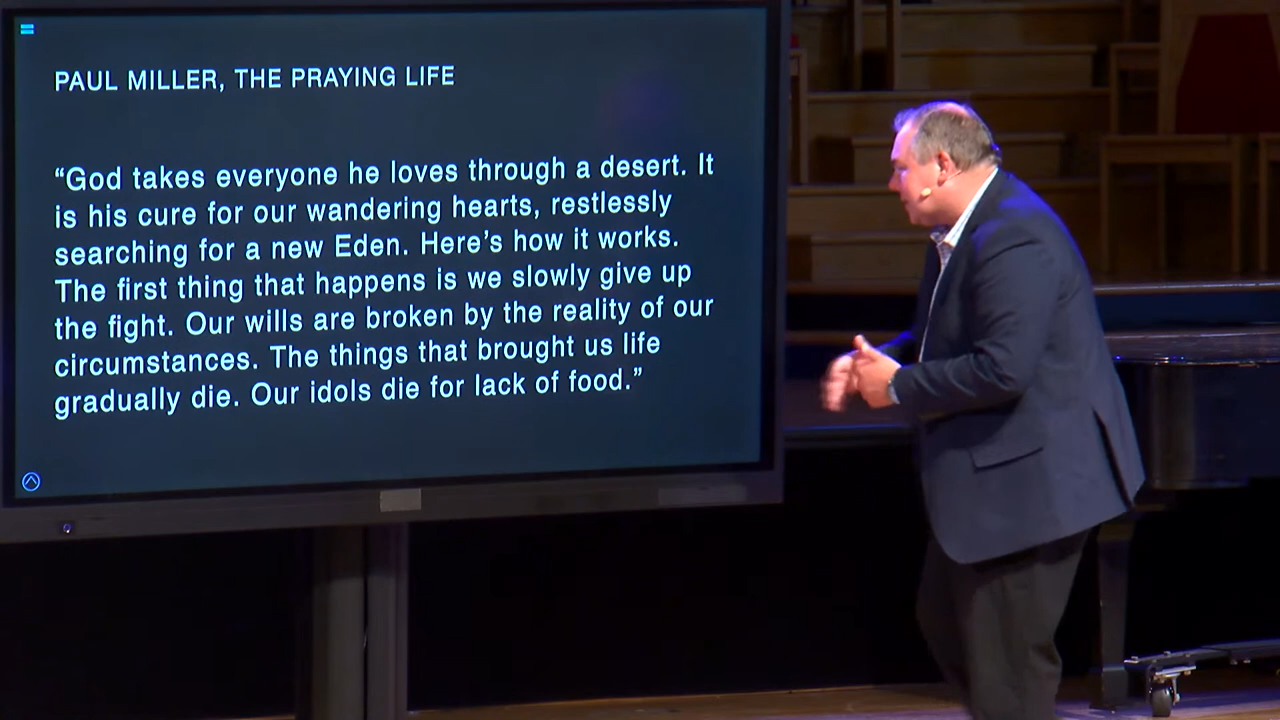 PAUL MILLER, THE PRAYING LIFE
“God takes everyone he loves through a desert. It
is his cure for our wandering hearts, restlessly
searching for a new Eden. Here’s how it works.
The first thing that happens is we slowly give up
the fight. Our wills are broken by the reality of our
circumstances. The things that brought us life
gradually die. Our idols die for lack of food.”